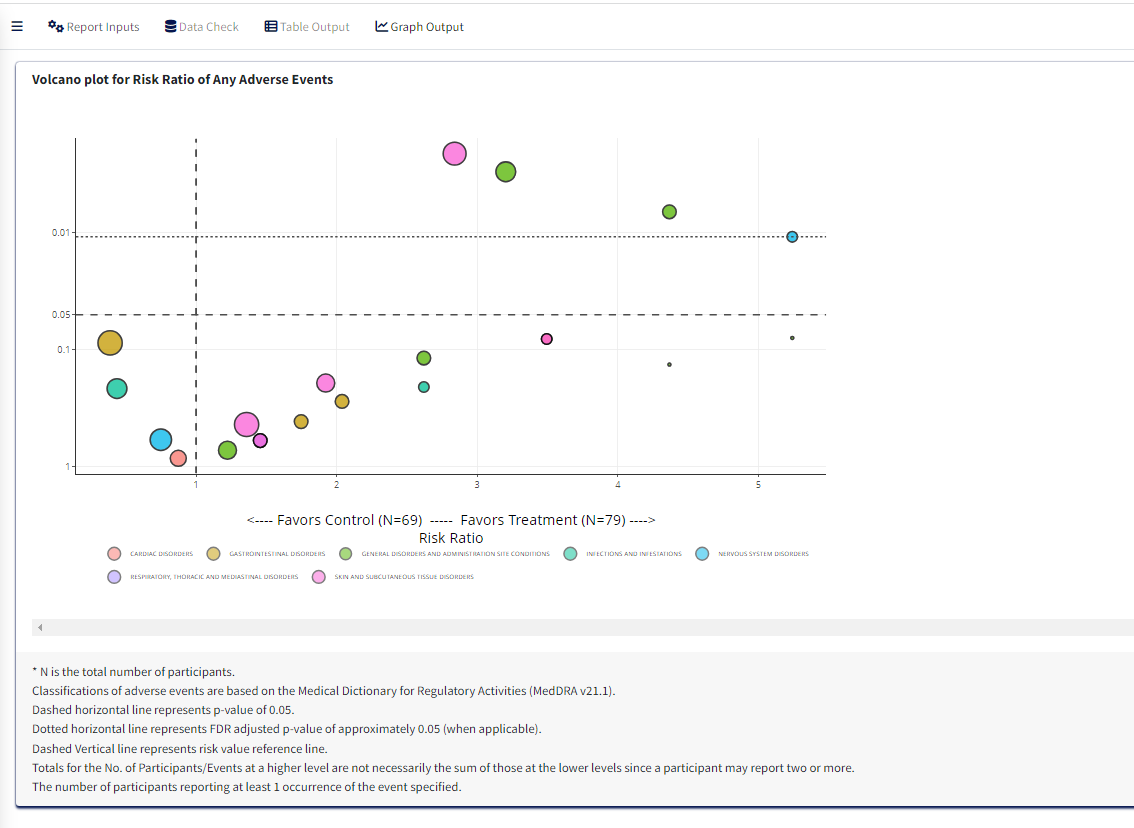 Report Inputs Data Check Table Output Graph Output
Volcano plot for Risk Ratio of Any Adverse Events
0.01
0.05
0.1
1
1 2 3 4 5
<---- Favors Control (N=69) ----- Favors Treatment (N=79) ---->
Risk Ratio
CARDIAC DISORDERS GASTROINTESTINAL DISORDERS GENERAL DISORDERS AND ADMINISTRATION SITE CONDITIONS INFECTIONS AND INFESTATIONS NERVOUS SYSTEM DISORDERS
RESPIRATORY, THORACIC AND MEDIASTINAL DISORDERS SKIN AND SUBCUTANEOUS TISSUE DISORDERS
* N is the total number of participants.
Classifications of adverse events are based on the Medical Dictionary for Regulatory Activities (MedDRA v21.1).
Dashed horizontal line represents p-value of 0.05.
Dotted horizontal line represents FDR adjusted p-value of approximately 0.05 (when applicable).
Dashed Vertical line represents risk value reference line.
Totals for the No. of Participants/Events at a higher level are not necessarily the sum of those at the lower levels since a participant may report two or more.
The number of participants reporting at least 1 occurrence of the event specified.